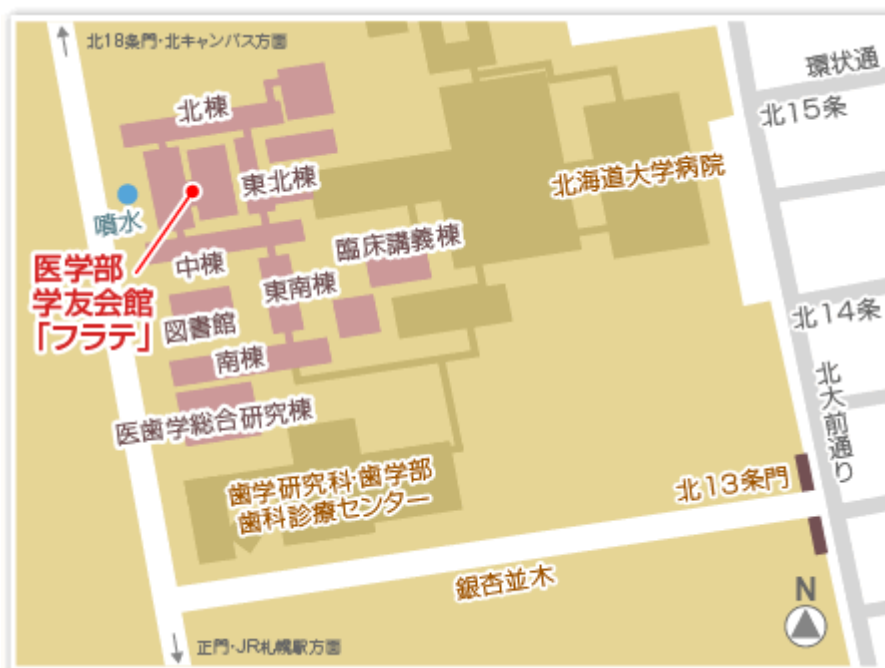 北18条門・北キャンパス方面
環状通
北15条
北棟
東北棟
北海道大学病院
噴水
臨床講義棟
中棟
医学部
学友会館
「フラテ」
東南棟
図書館
北14条
南棟
北大前通り
医歯学総合研究棟
歯学研究科・歯学部
歯科診療センター
北13条門
銀杏並木
N
正門・JR札幌駅方面